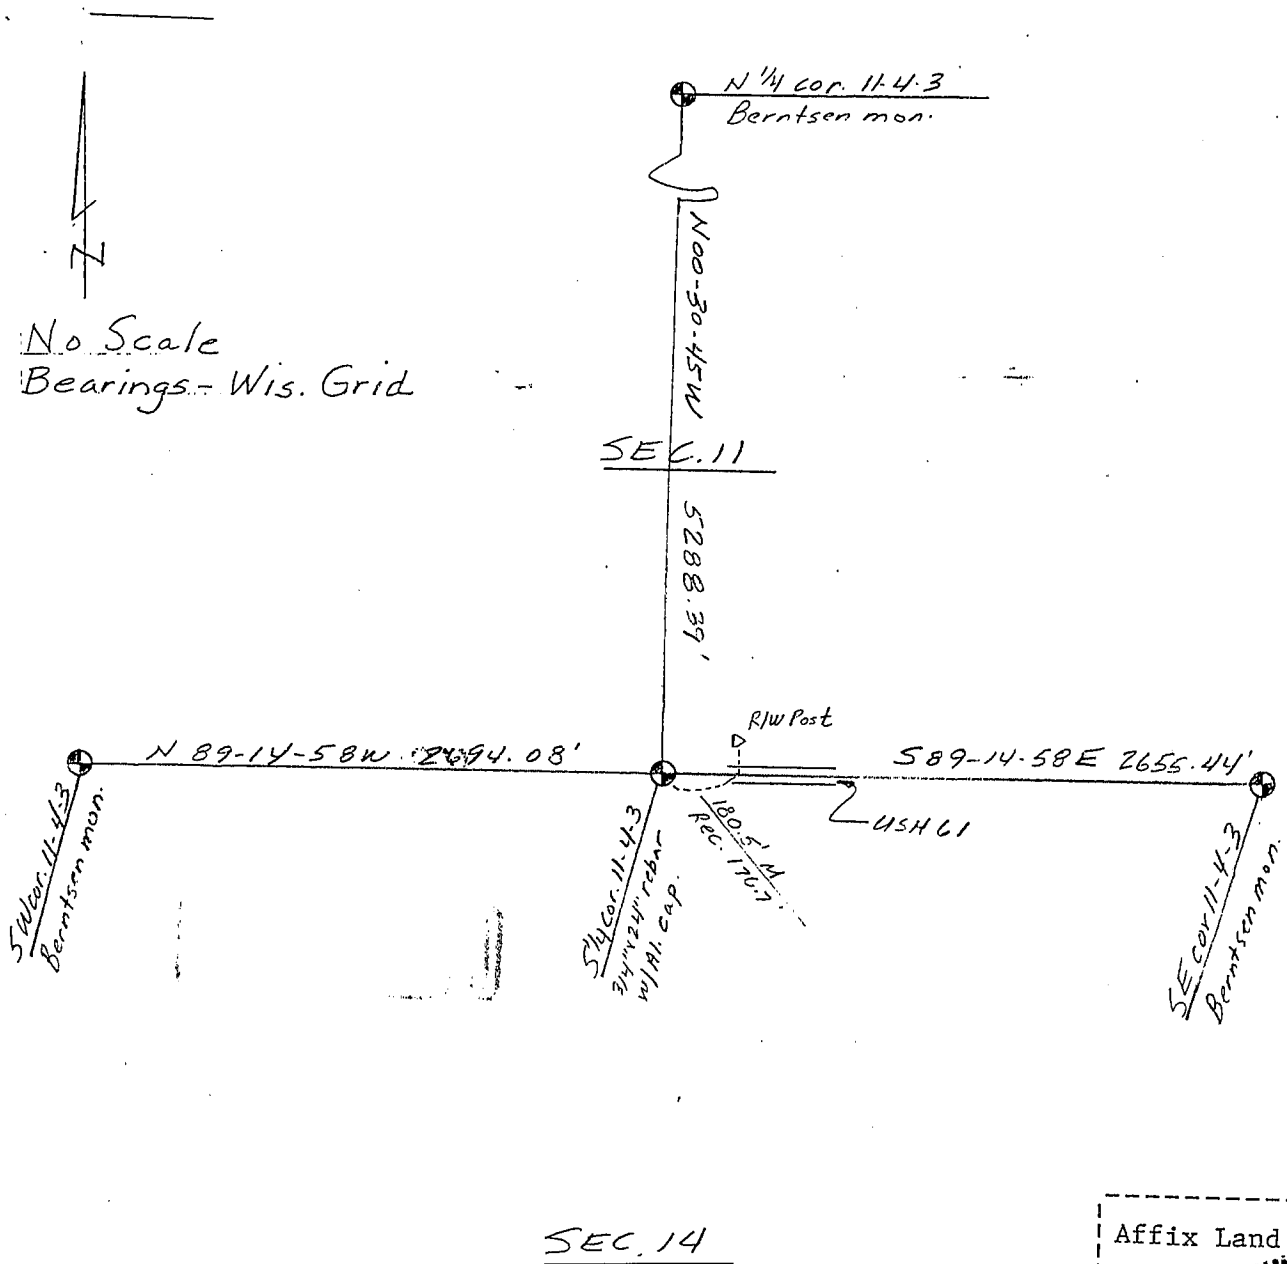 N 1/4 cor. 11-4-3
Berntsen mon.
N
No Scale
Bearings - Wis. Grid
N00-30-45W
SEC. 11
5288.39'
R/W Post
N 89-14-58W
S89-14-58E 2655.44'
USH 61
180.5' M
Rec. 176.7
SW cor. 11-4-3
Berntsen mon.
S 1/4 cor. 11-4-3
3/4" x 24" rebar
w/Al. cap.
SE cor 11-4-3
Berntsen mon.
SEC. 14
Affix Land